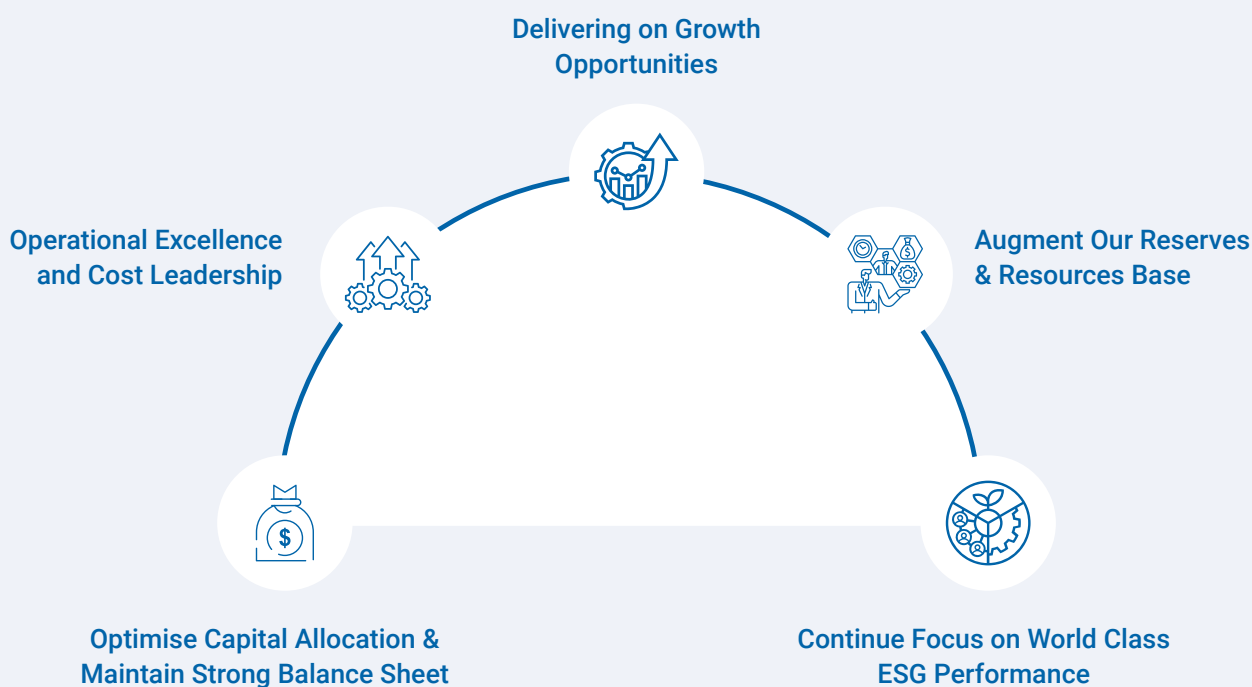 Delivering on Growth
Opportunities
Operational Excellence
and Cost Leadership
Augment Our Reserves
& Resources Base
$
$
Optimise Capital Allocation &
Maintain Strong Balance Sheet
Continue Focus on World Class
ESG Performance